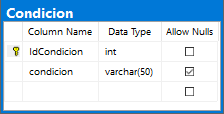 Condicion
Column Name Data Type Allow Nulls
IdCondicion int
condicion varchar(50)